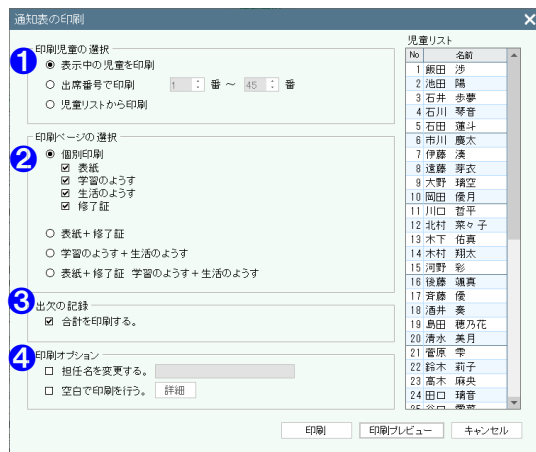 通知表の印刷
1
印刷児童の選択
表示中の児童を印刷
出席番号で印刷 1 番 ~ 45 番
児童リストから印刷
2
印刷ページの選択
個別印刷
表紙
学習のようす
生活のようす
修了証
表紙+修了証
学習のようす+生活のようす
表紙+修了証 学習のようす+生活のようす
3
出欠の記録
合計を印刷する。
4
印刷オプション
担任名を変更する。
空白で印刷を行う。 詳細
児童リスト
No 名前
1 飯田 渉
2 池田 陽
3 石井 歩夢
4 石川 琴音
5 石田 蓮斗
6 市川 慶太
7 伊藤 湊
8 遠藤 芽衣
9 大野 晴空
10 岡田 優月
11 川口 哲平
12 北村 菜々子
13 木下 佑真
14 木村 翔太
15 河野 彩
16 後藤 颯真
17 斉藤 優
18 酒井 奏
19 島田 穂乃花
20 清水 美月
21 菅原 雫
22 鈴木 莉子
23 高木 麻央
24 田口 琦音
25 谷口 愛菜
印刷 印刷プレビュー キャンセル